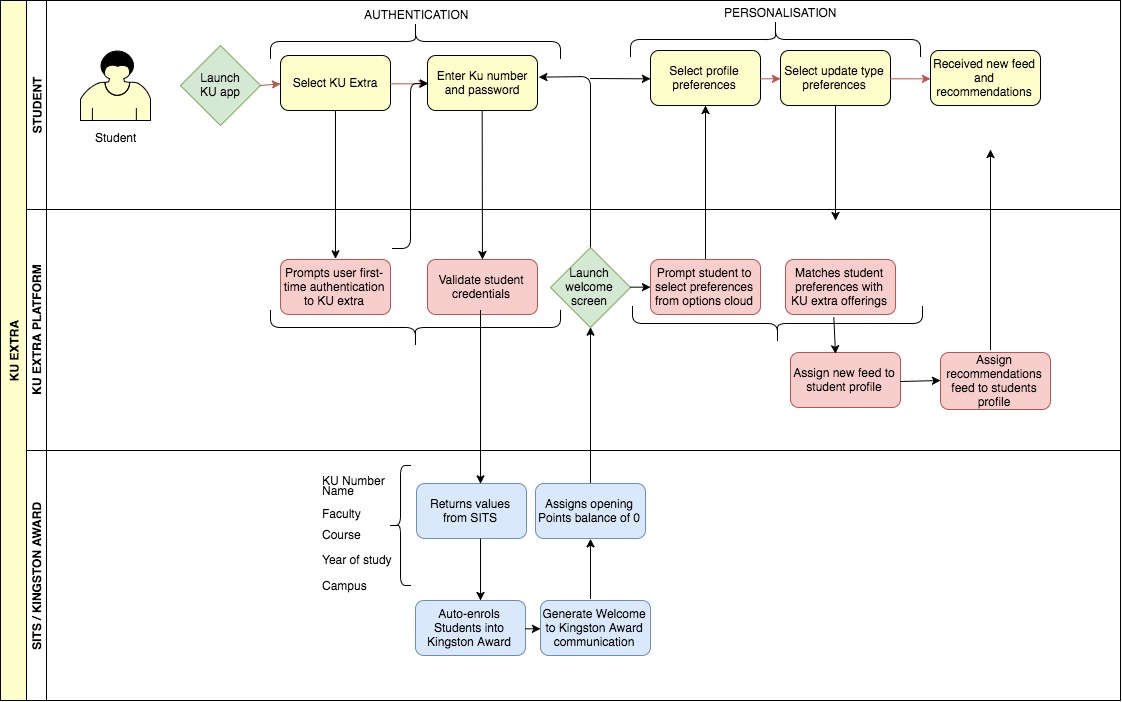 AUTHENTICATION
PERSONALISATION
KU EXTRA
STUDENT
Student
Launch
KU app
Select KU Extra
Enter Ku number
and password
Select profile
preferences
Select update type
preferences
Received new feed
and
recommendations
KU EXTRA PLATFORM
Prompts user first-
time authentication
to KU extra
Validate student
credentials
Launch
welcome
screen
Prompt student to
select preferences
from options cloud
Matches student
preferences with
KU extra offerings
Assign new feed to
student profile
Assign
recommendations
feed to students
profile
SITS / KINGSTON AWARD
KU Number
Name
Faculty
Course
Year of study
Campus
Returns values
from SITS
Assigns opening
Points balance of 0
Auto-enrols
Students into
Kingston Award
Generate Welcome
to Kingston Award
communication